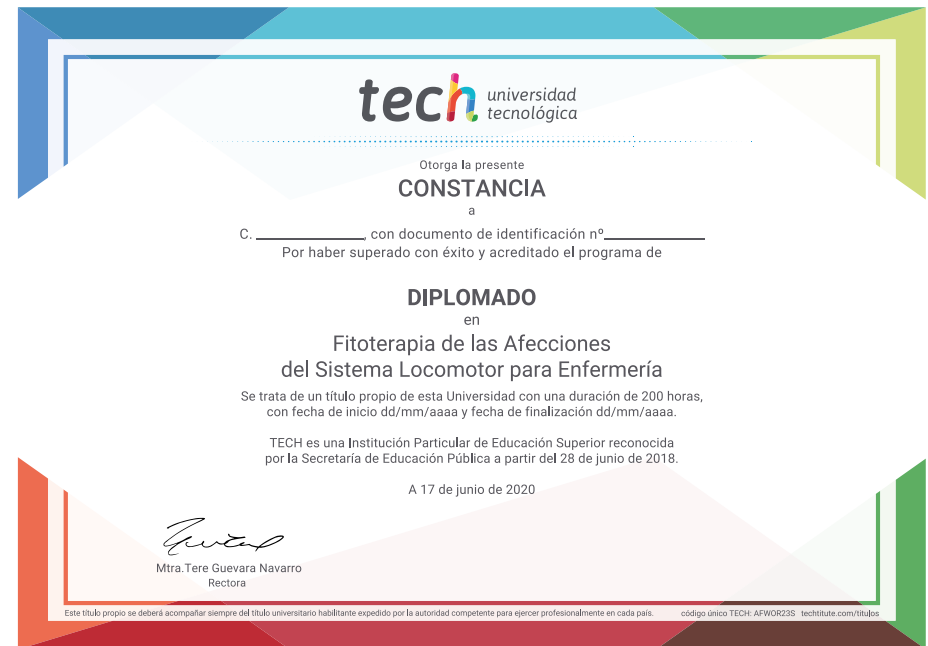 tech universidad
tecnológica
Otorga la presente
CONSTANCIA
a
C. ____________, con documento de identificación nº____________
Por haber superado con éxito y acreditado el programa de
DIPLOMADO
en
Fitoterapia de las Afecciones
del Sistema Locomotor para Enfermería
Se trata de un título propio de esta Universidad con una duración de 200 horas,
con fecha de inicio dd/mm/aaaa y fecha de finalización dd/mm/aaaa.
TECH es una Institución Particular de Educación Superior reconocida
por la Secretaría de Educación Pública a partir del 28 de junio de 2018.
A 17 de junio de 2020
Mtra.Tere Guevara Navarro
Rectora
Este título propio se deberá acompañar siempre del título universitario habilitante expedido por la autoridad competente para ejercer profesionalmente en cada país. código único TECH: AFWOR23S techtitute.com/titulos